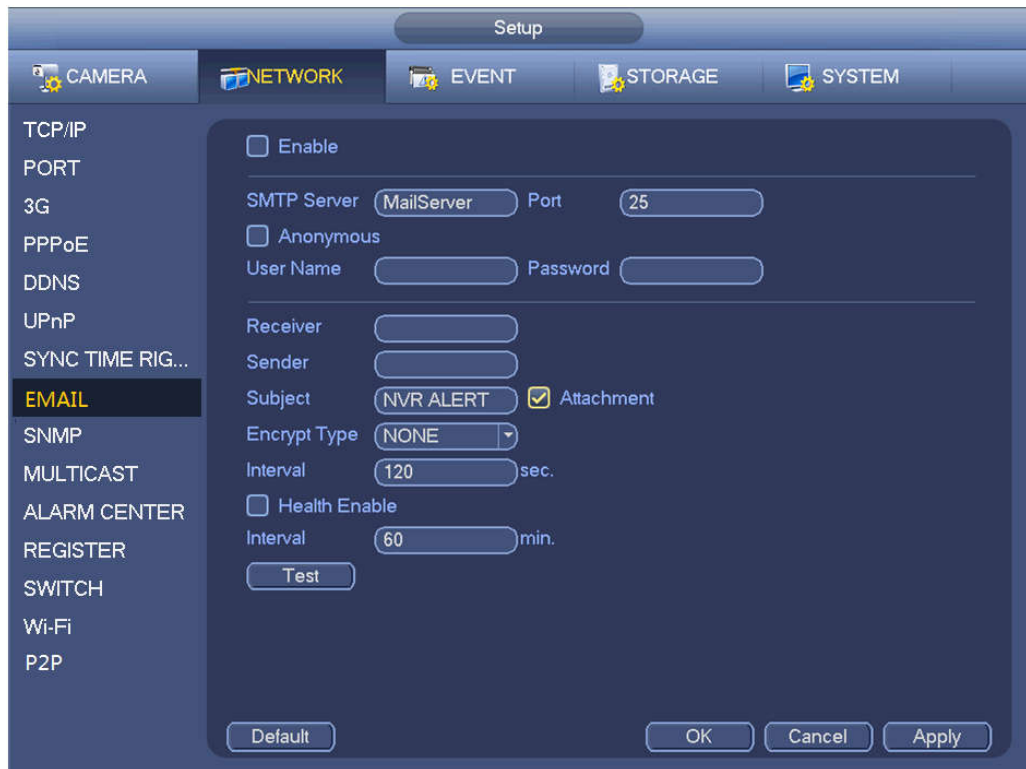 Setup
CAMERA NETWORK EVENT STORAGE SYSTEM
TCP/IP
PORT
3G
PPPoE
DDNS
UPnP
SYNC TIME RIG...
EMAIL
SNMP
MULTICAST
ALARM CENTER
REGISTER
SWITCH
Wi-Fi
P2P
Enable
SMTP Server MailServer Port 25
Anonymous
User Name Password
Receiver
Sender
Subject NVR ALERT Attachment
Encrypt Type NONE
Interval 120 sec.
Health Enable
Interval 60 min.
Test
Default OK Cancel Apply